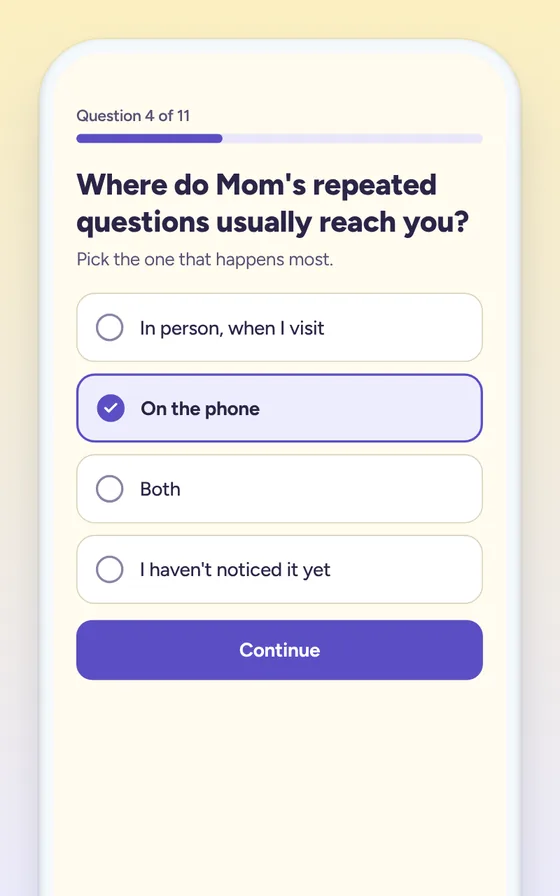 Question 4 of 11
Where do Mom's repeated
questions usually reach you?
Pick the one that happens most.
In person, when I visit
On the phone
Both
I haven't noticed it yet
Continue